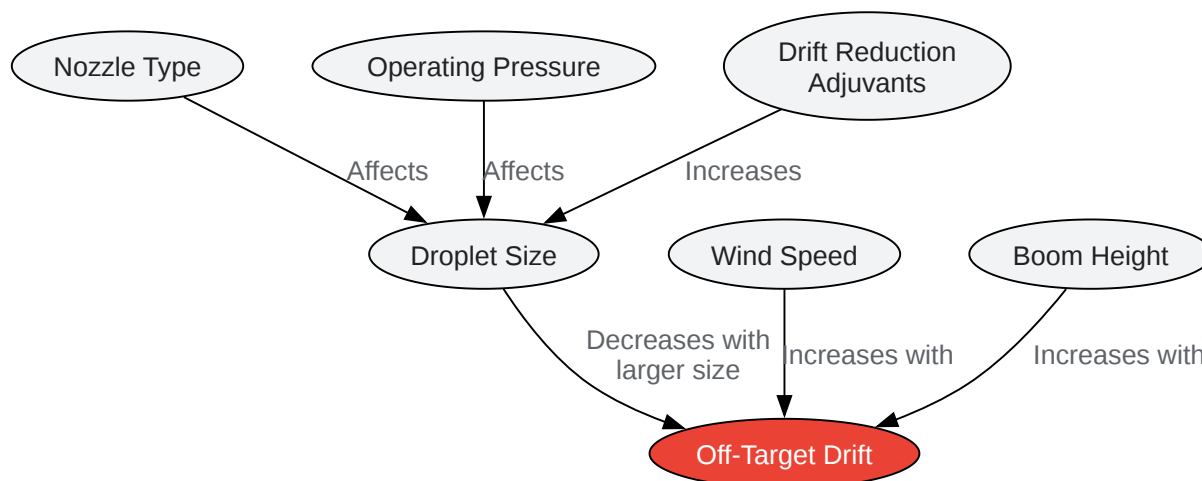 Nozzle Type
Operating Pressure
Drift Reduction
Adjuvants
Affects
Affects
Increases
Droplet Size
Wind Speed
Boom Height
Decreases with
larger size
Increases with
Increases with
Off-Target Drift